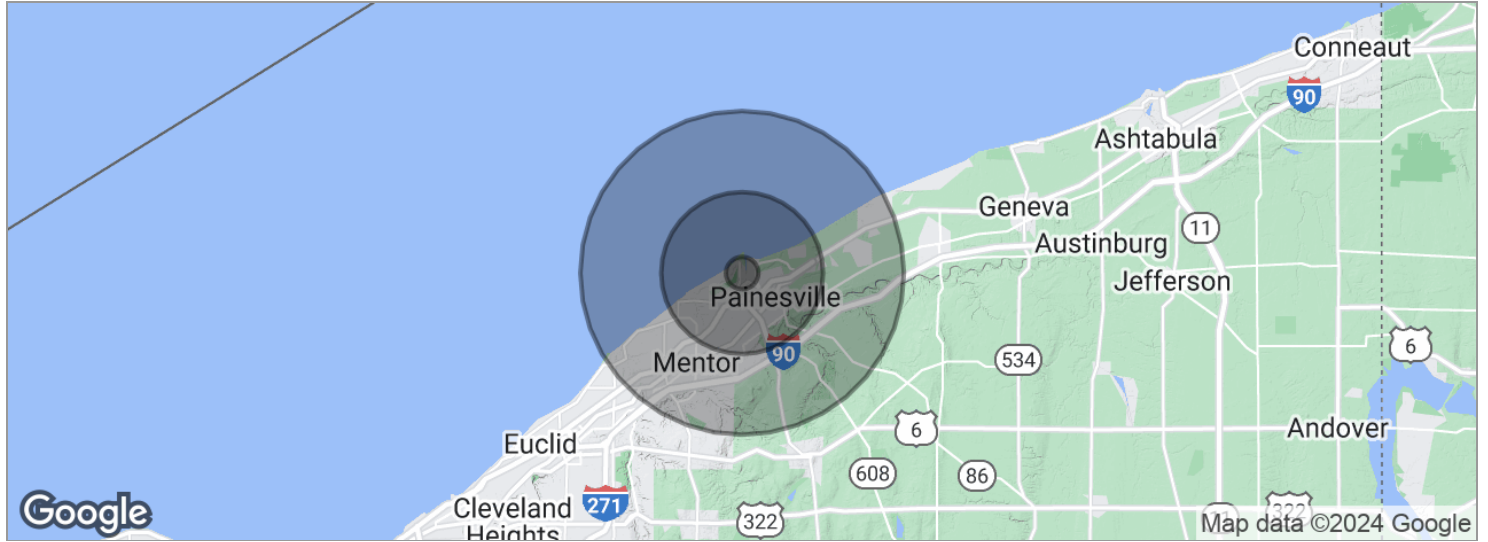 Conneaut
90
Ashtabula
Geneva
11
Austinburg
Jefferson
Painesville
90
Mentor
534
6
6
Andover
Euclid
608
86
Cleveland
Heights
271
322
322
Google
Map data ©2024 Google